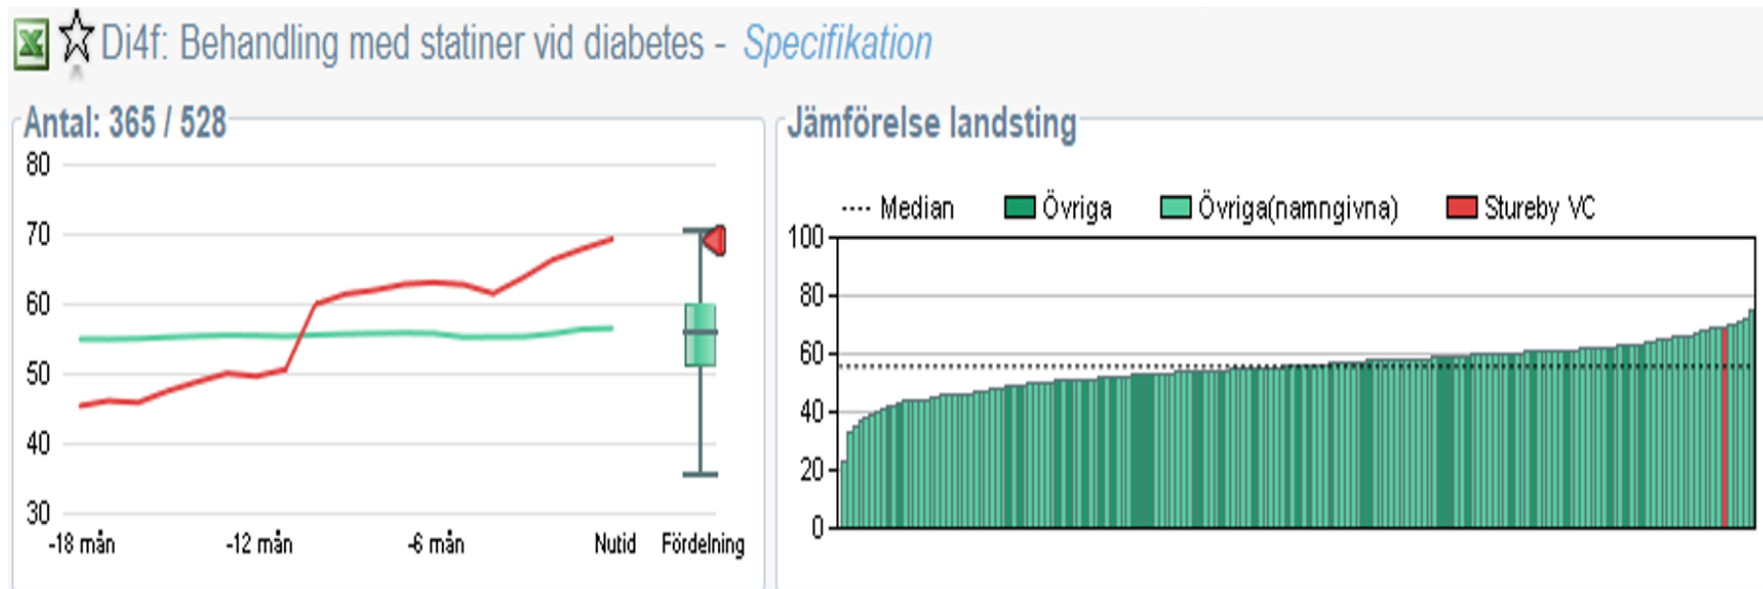 Di4f: Behandling med statiner vid diabetes - Specifikation
Antal: 365 / 528
80
70
60
50
40
30
-18 mån
-12 mån
-6 mån
Nutid
Fördelning
Jämförelse landsting
Median
Övriga
Övriga(namngivna)
Stureby VC
100
80
60
40
20
0